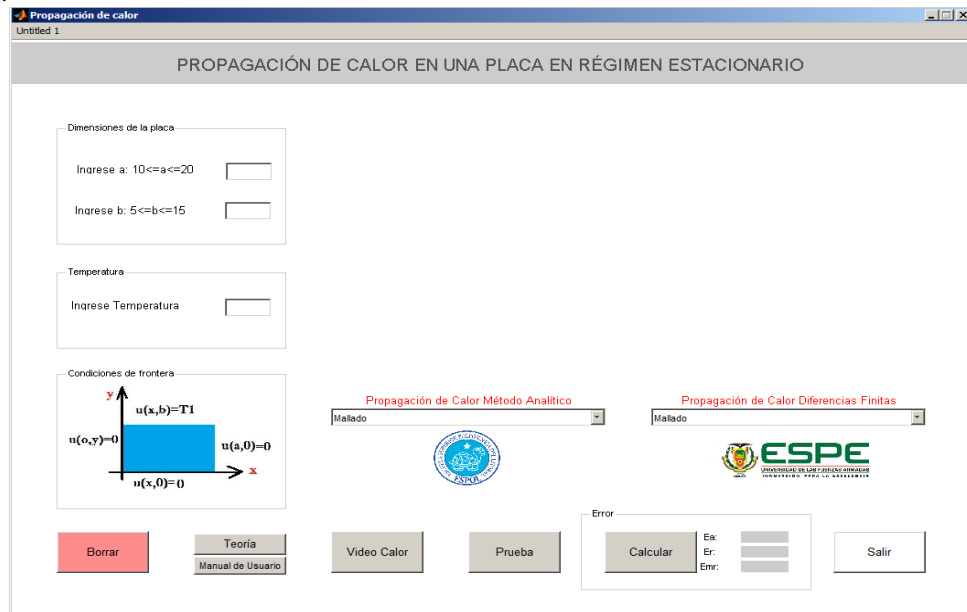 Propagación de calor
Untitled 1
PROPAGACIÓN DE CALOR EN UNA PLACA EN RÉGIMEN ESTACIONARIO
Dimensiones de la placa
Ingrese a: 10<=a<=20
Ingrese b: 5<=b<=15
Temperatura
Ingrese Temperatura
Condiciones de frontera
y
u(x,b)=T1
u(o,y)=0
u(a,0)=0
x
u(x,0)=0
Propagación de Calor Método Analítico
Mallado
ESPOL
Propagación de Calor Diferencias Finitas
Mallado
ESPE
UNIVERSIDAD DE LAS FUERZAS ARMADAS
INNOVACIÓN PARA LA EXCELENCIA
Borrar
Teoría
Manual de Usuario
Video Calor
Prueba
Error
Calcular
Ea:
Er:
Emr:
Salir